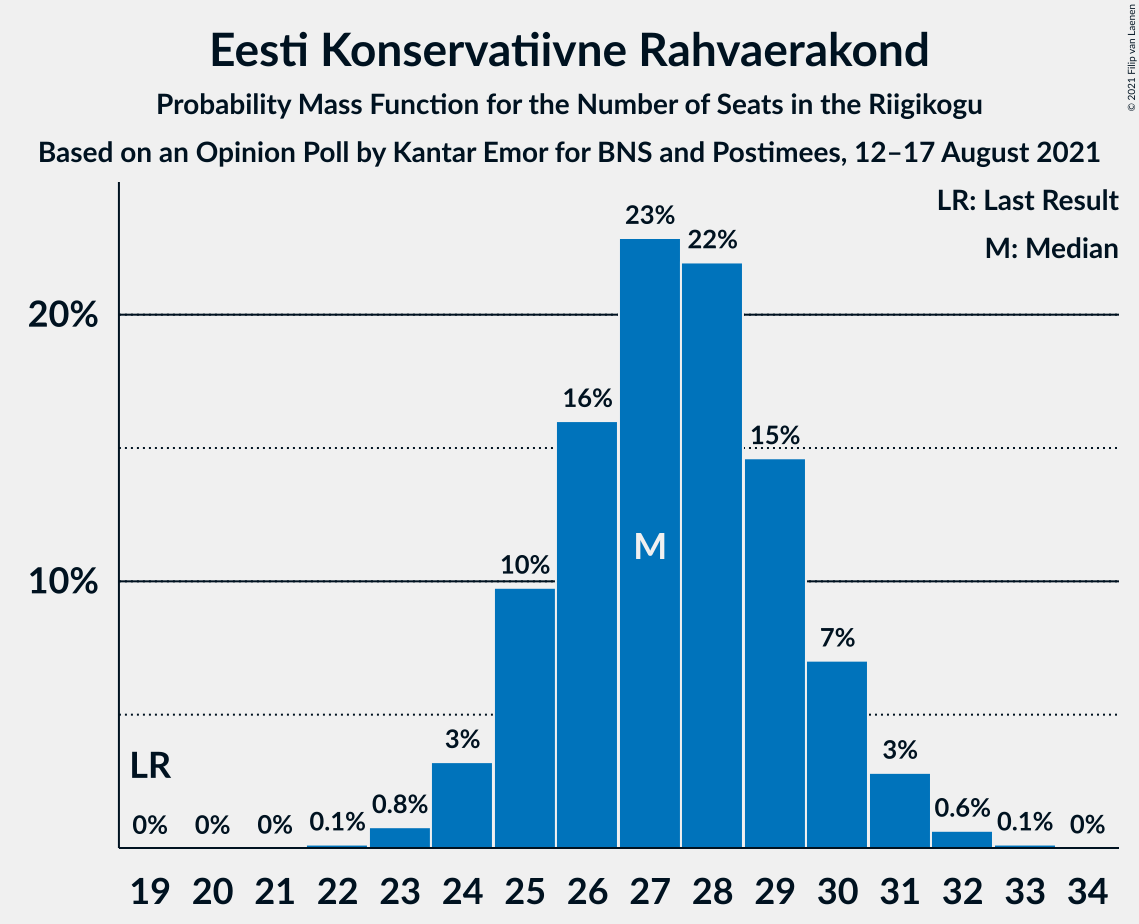 Eesti Konservatiivne Rahvaerakond
Probability Mass Function for the Number of Seats in the Riigikogu
Based on an Opinion Poll by Kantar Emor for BNS and Postimees, 12–17 August 2021
© 2021 Filip van Laenen
LR: Last Result
M: Median
20%
10%
LR
M
0% 0% 0% 0.1% 0.8% 3% 10% 16% 23% 22% 15% 7% 3% 0.6% 0.1% 0%
19 20 21 22 23 24 25 26 27 28 29 30 31 32 33 34